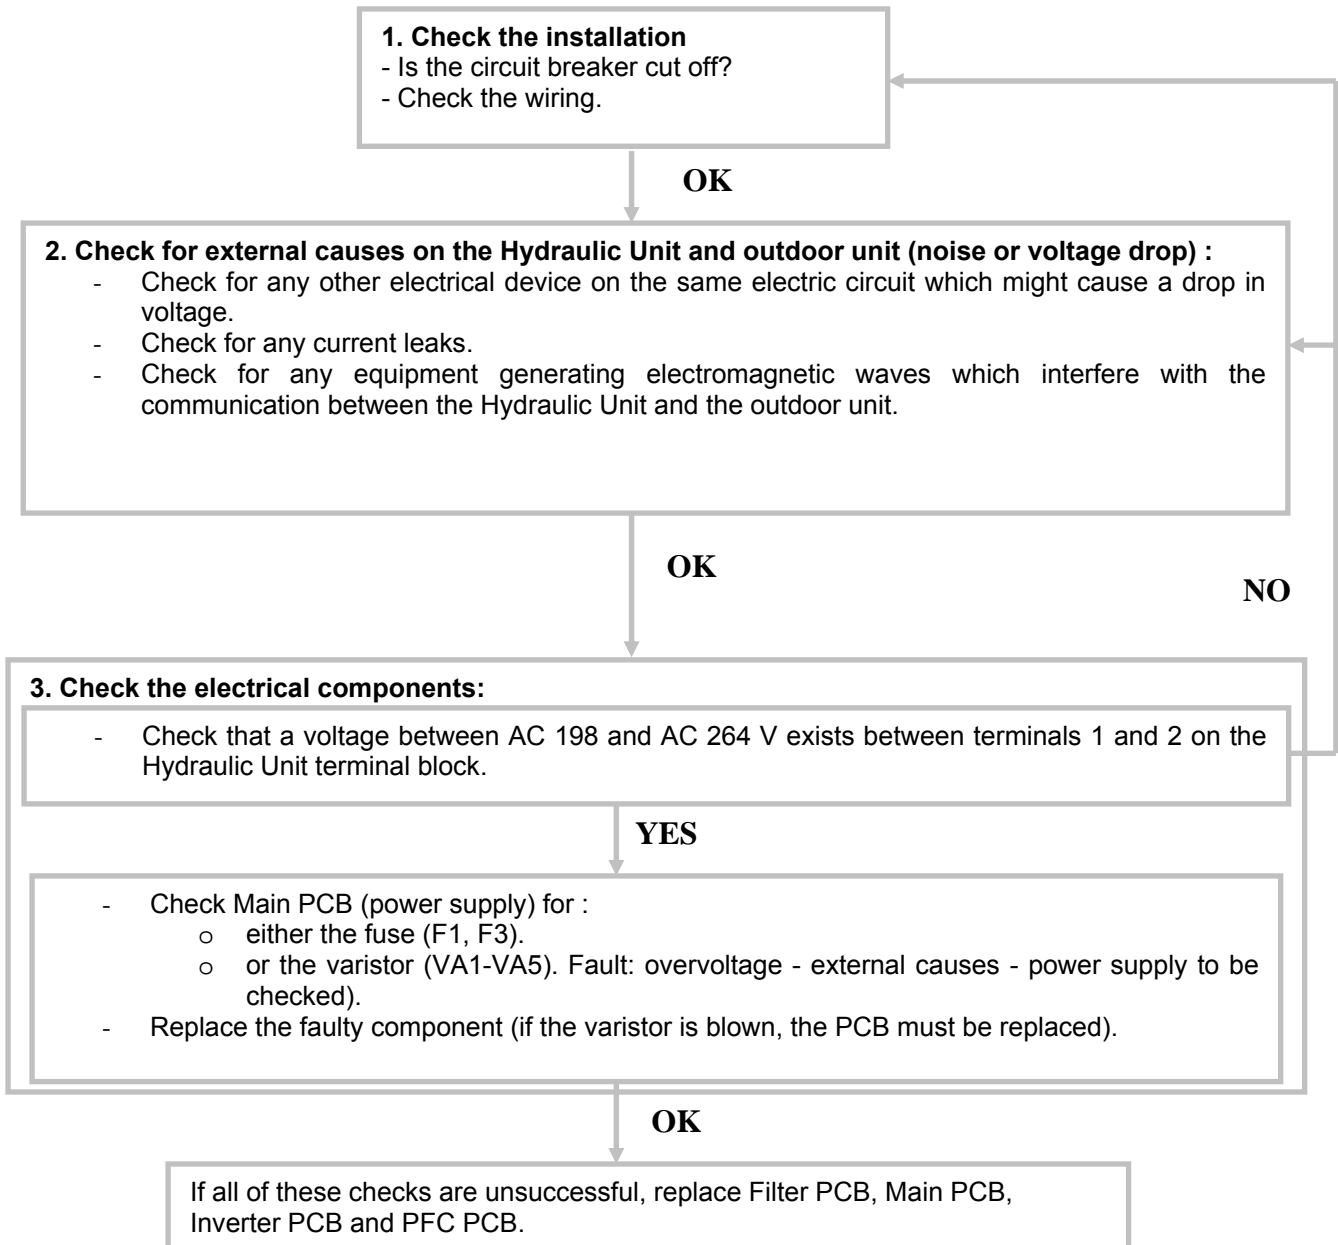 1. Check the installation
- Is the circuit breaker cut off?
- Check the wiring.
OK
2. Check for external causes on the Hydraulic Unit and outdoor unit (noise or voltage drop) :
- Check for any other electrical device on the same electric circuit which might cause a drop in
voltage.
- Check for any current leaks.
- Check for any equipment generating electromagnetic waves which interfere with the
communication between the Hydraulic Unit and the outdoor unit.
OK
NO
3. Check the electrical components:
- Check that a voltage between AC 198 and AC 264 V exists between terminals 1 and 2 on the
Hydraulic Unit terminal block.
YES
- Check Main PCB (power supply) for :
o either the fuse (F1, F3).
o or the varistor (VA1-VA5). Fault: overvoltage - external causes - power supply to be
checked).
- Replace the faulty component (if the varistor is blown, the PCB must be replaced).
OK
If all of these checks are unsuccessful, replace Filter PCB, Main PCB,
Inverter PCB and PFC PCB.